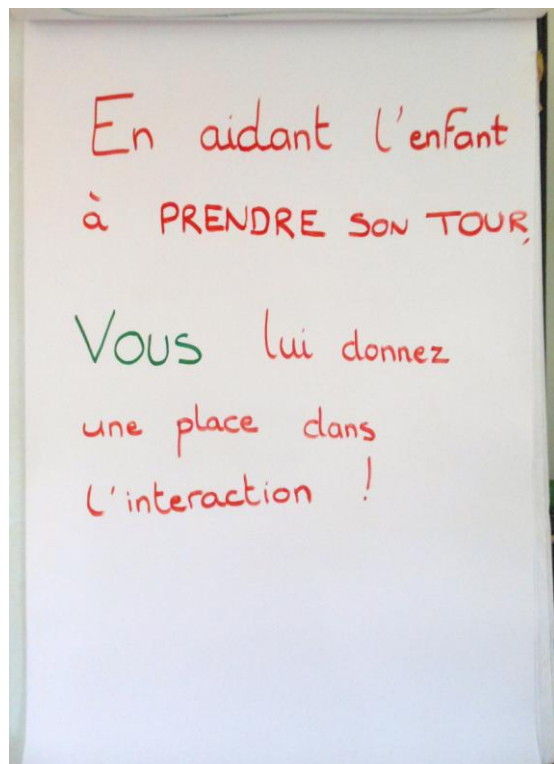 En aidant l'enfant
à PRENDRE SON TOUR,
Vous lui donnez
une place dans
l'interaction !